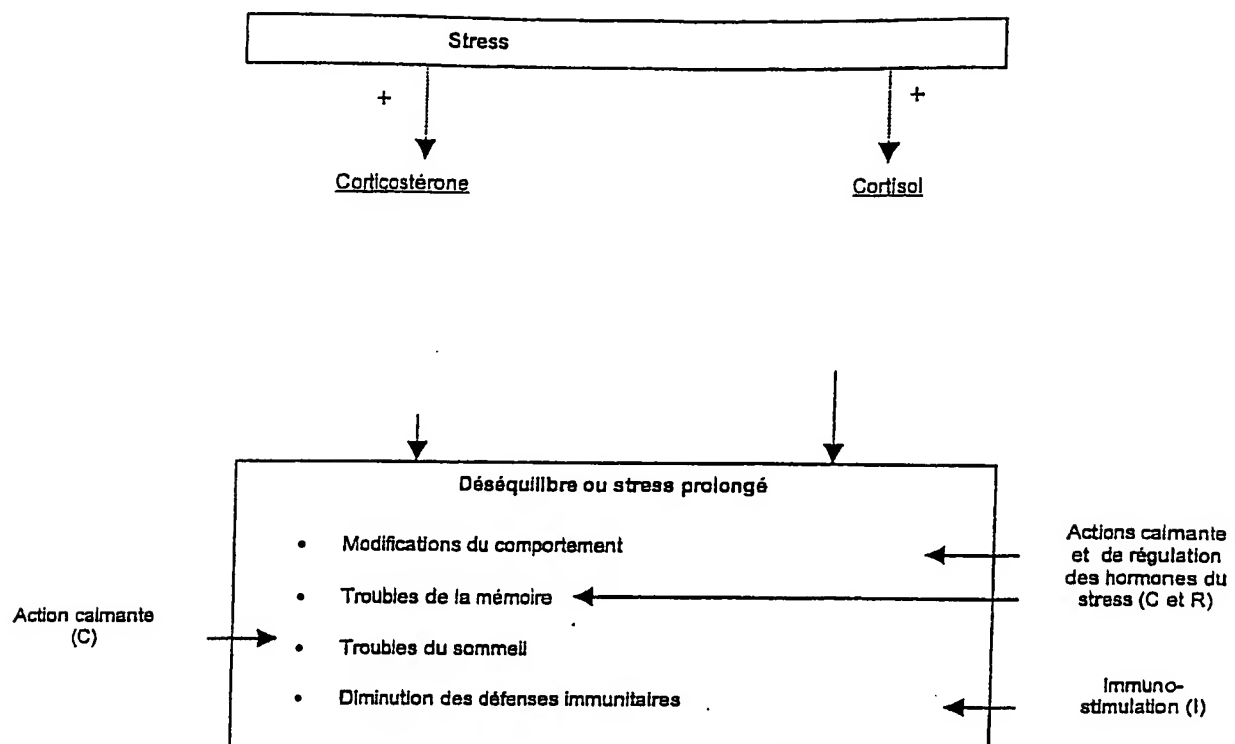 Stress
+
+
Corticostérone
Cortisol
Déséquilibre ou stress prolongé
• Modifications du comportement
• Troubles de la mémoire
• Troubles du sommeil
• Diminution des défenses immunitaires
Action calmante
(C)
Actions calmante
et de régulation
des hormones du
stress (C et R)
Immuno-
stimulation (I)